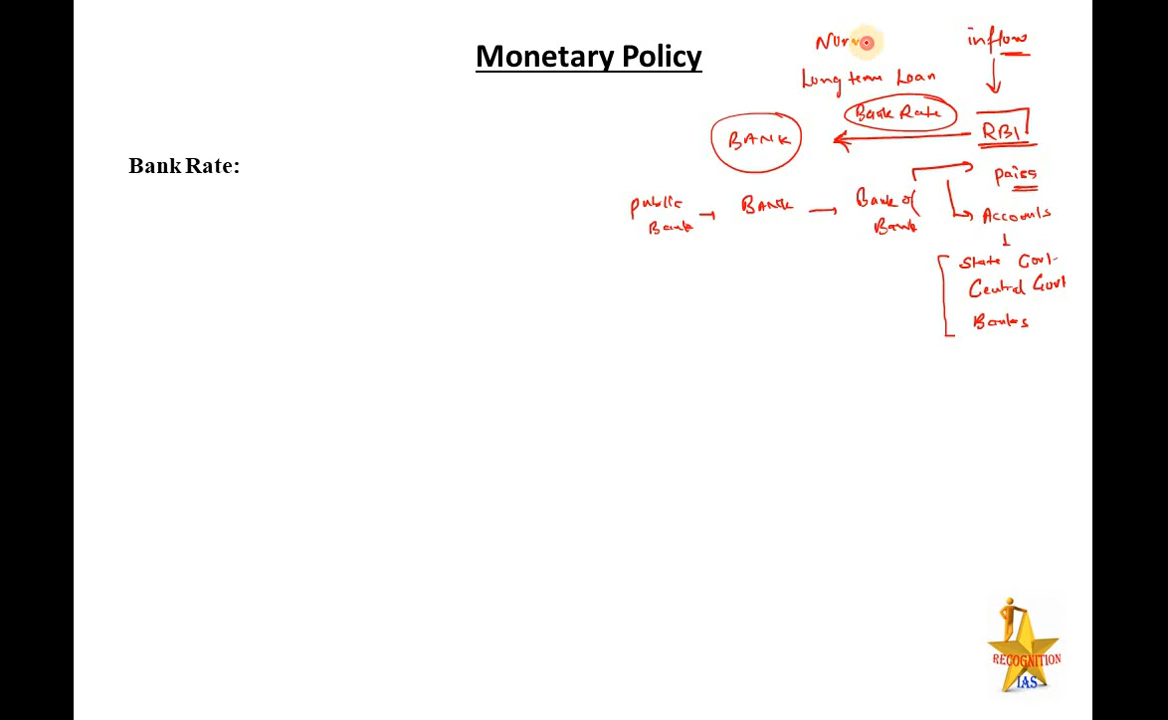 Monetary Policy
inflow
Long term Loan
Bank Rate
RBI
BANK
Bank Rate:
Public Bank
BANK
Bank of Bank
Accounts
State Govt.
Central Govt
Banks
RECOGNITION
IAS